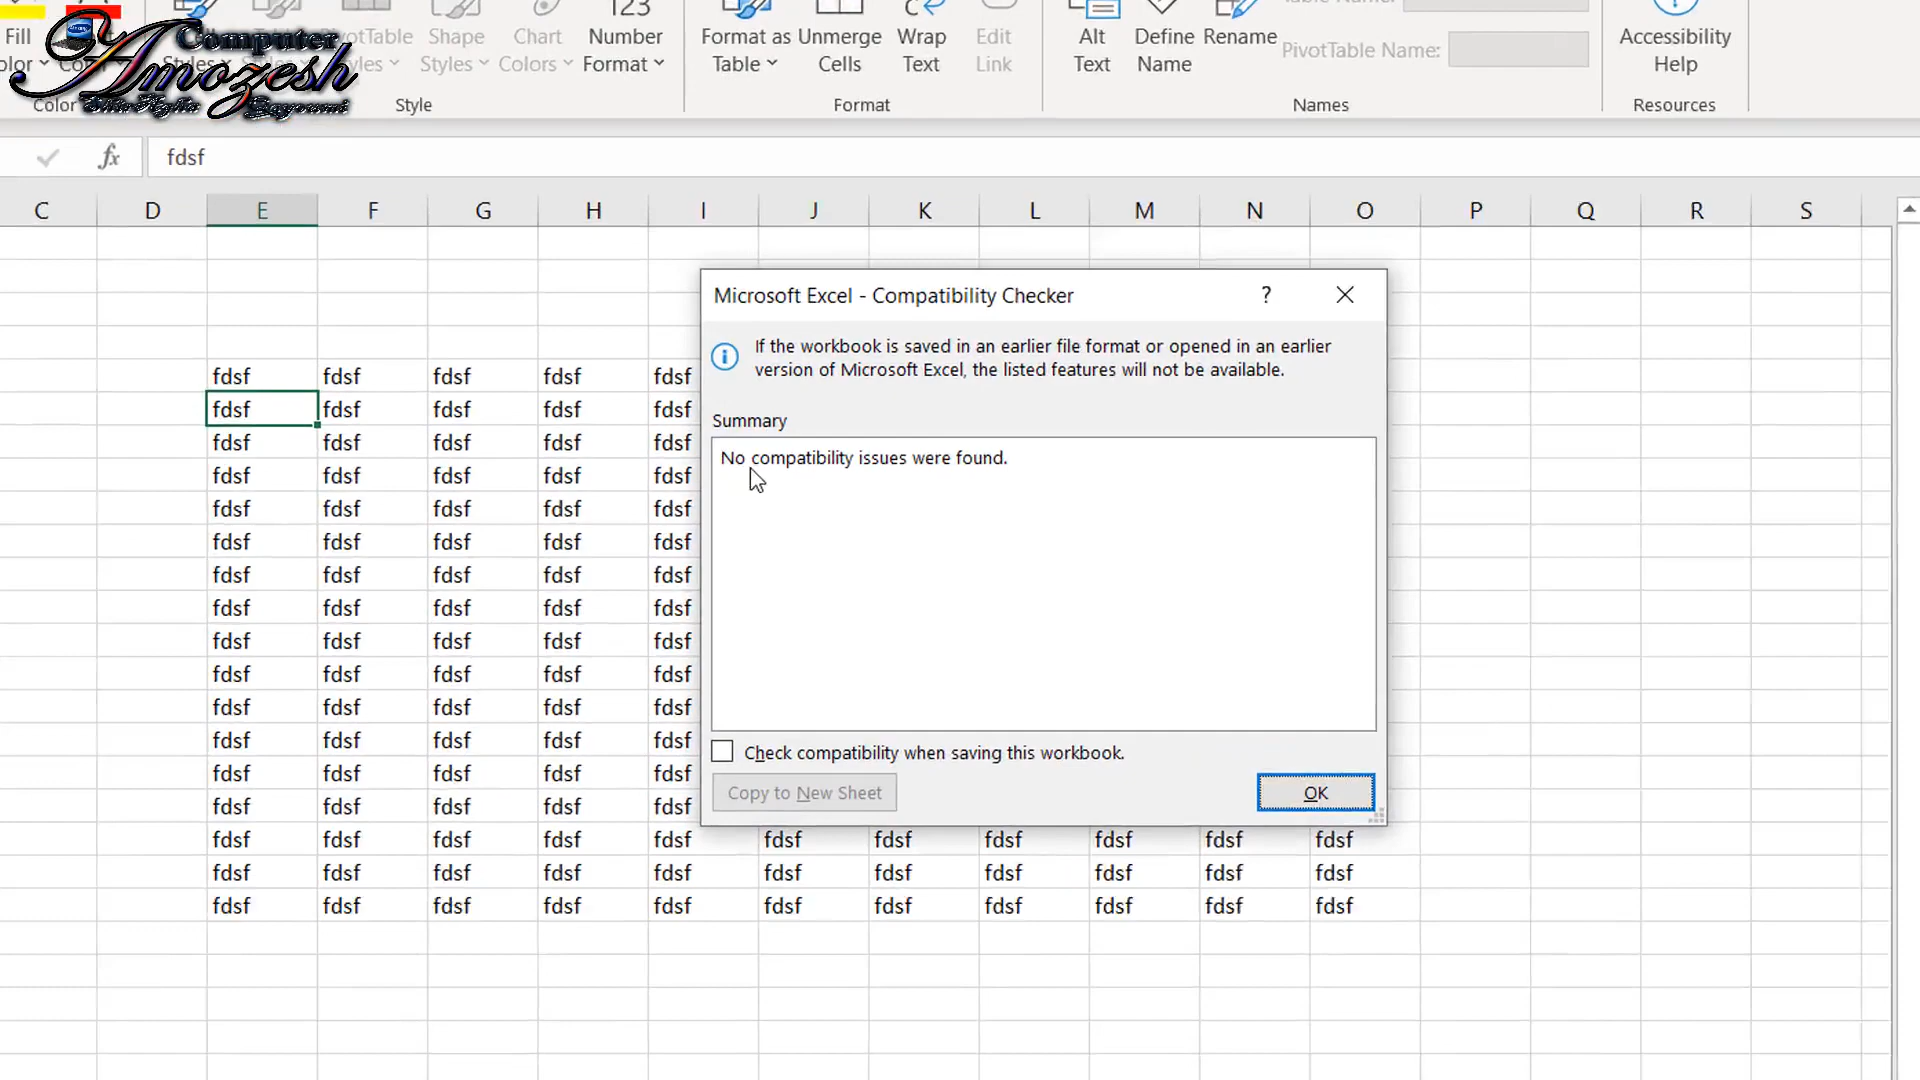 Fill
Color
Styles
PivotTable
Styles
Shape
Styles
Chart
Colors
Number
Format
Format as
Table
Unmerge
Cells
Wrap
Text
Edit
Link
Alt
Text
Define
Name
Rename
PivotTable Name:
Accessibility
Help
Color
Style
Format
Names
Resources
Computer
Amozesh
Qayoumi
fx fdsf
C D E F G H I J K L M N O P Q R S
Microsoft Excel - Compatibility Checker ?
If the workbook is saved in an earlier file format or opened in an earlier
version of Microsoft Excel, the listed features will not be available.
Summary
No compatibility issues were found.
Check compatibility when saving this workbook.
Copy to New Sheet
OK
fdsf fdsf fdsf fdsf fdsf
fdsf fdsf fdsf fdsf fdsf
fdsf fdsf fdsf fdsf fdsf
fdsf fdsf fdsf fdsf fdsf
fdsf fdsf fdsf fdsf fdsf
fdsf fdsf fdsf fdsf fdsf
fdsf fdsf fdsf fdsf fdsf
fdsf fdsf fdsf fdsf fdsf
fdsf fdsf fdsf fdsf fdsf
fdsf fdsf fdsf fdsf fdsf
fdsf fdsf fdsf fdsf fdsf
fdsf fdsf fdsf fdsf fdsf
fdsf fdsf fdsf fdsf fdsf
fdsf fdsf fdsf fdsf fdsf
fdsf fdsf fdsf fdsf fdsf fdsf fdsf fdsf fdsf fdsf fdsf
fdsf fdsf fdsf fdsf fdsf fdsf fdsf fdsf fdsf fdsf fdsf
fdsf fdsf fdsf fdsf fdsf fdsf fdsf fdsf fdsf fdsf fdsf